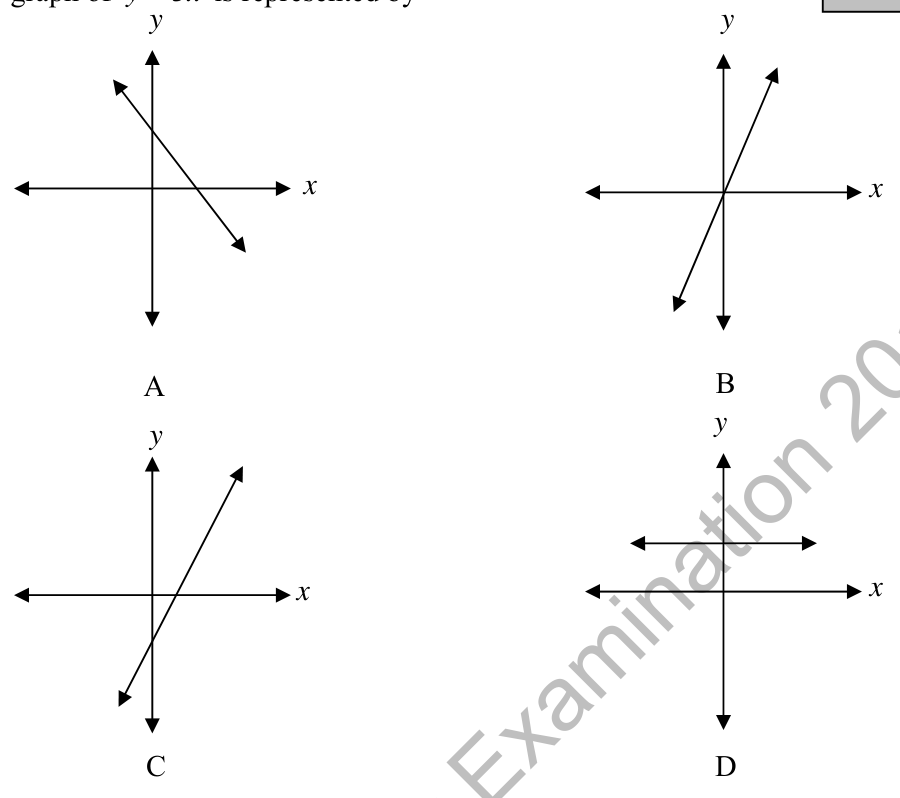 graph of y = 3x is represented by
y
y
x
x
A
B
y
y
x
x
C
D
Examination 20